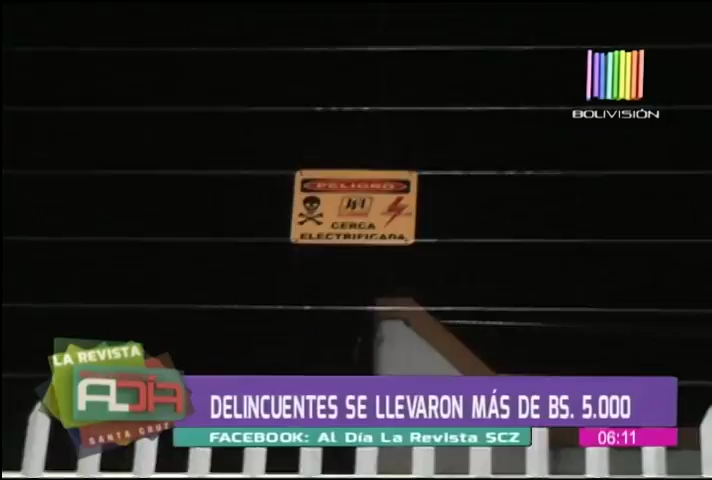 BOLIVISIÓN
PELIGRO
CERCA
ELECTRIFICADA
LA REVISTA
AL DÍA
SANTA CRUZ
DELINCUENTES SE LLEVARON MÁS DE BS. 5.000
FACEBOOK: Al Día La Revista SCZ
06:11